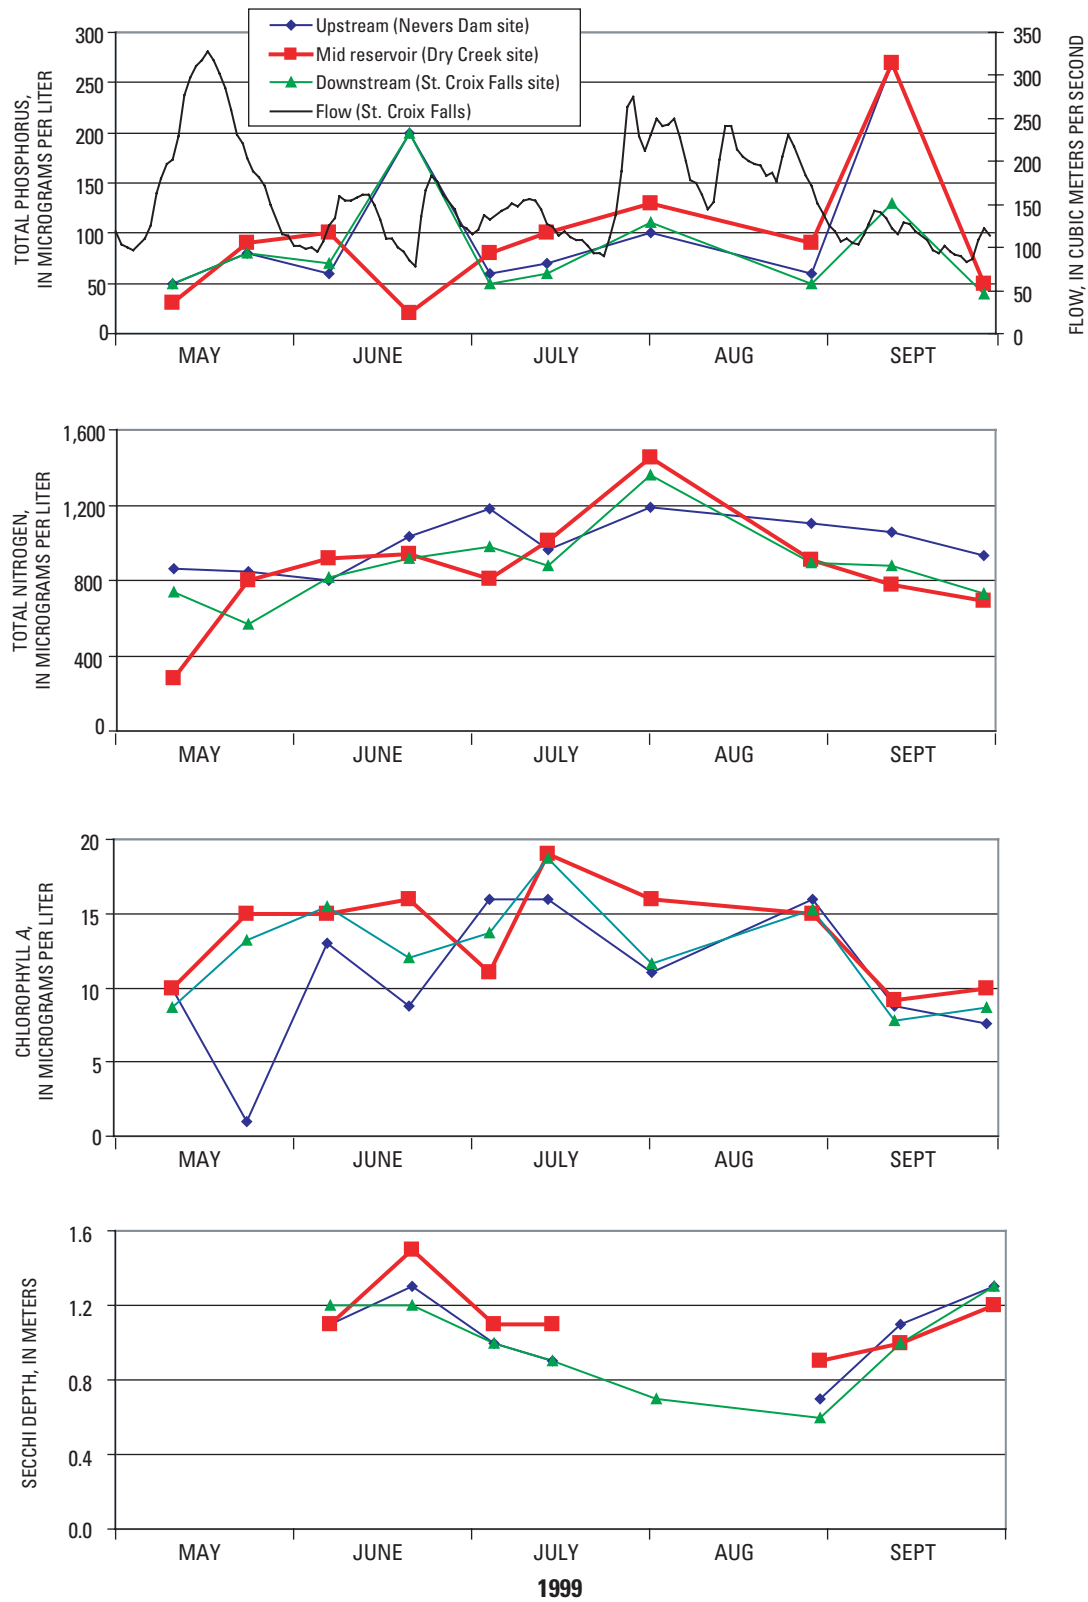 Upstream (Nevers Dam site)
Mid reservoir (Dry Creek site)
Downstream (St. Croix Falls site)
Flow (St. Croix Falls)
TOTAL PHOSPHORUS,
IN MICROGRAMS PER LITER
300
250
200
150
100
50
0
350
300
250
200
150
100
50
0
FLOW, IN CUBIC METERS PER SECOND
MAY JUNE JULY AUG SEPT
TOTAL NITROGEN,
IN MICROGRAMS PER LITER
1,600
1,200
800
400
0
MAY JUNE JULY AUG SEPT
CHLOROPHYLL A,
IN MICROGRAMS PER LITER
20
15
10
5
0
MAY JUNE JULY AUG SEPT
SECCHI DEPTH, IN METERS
1.6
1.2
0.8
0.4
0.0
MAY JUNE JULY AUG SEPT
1999